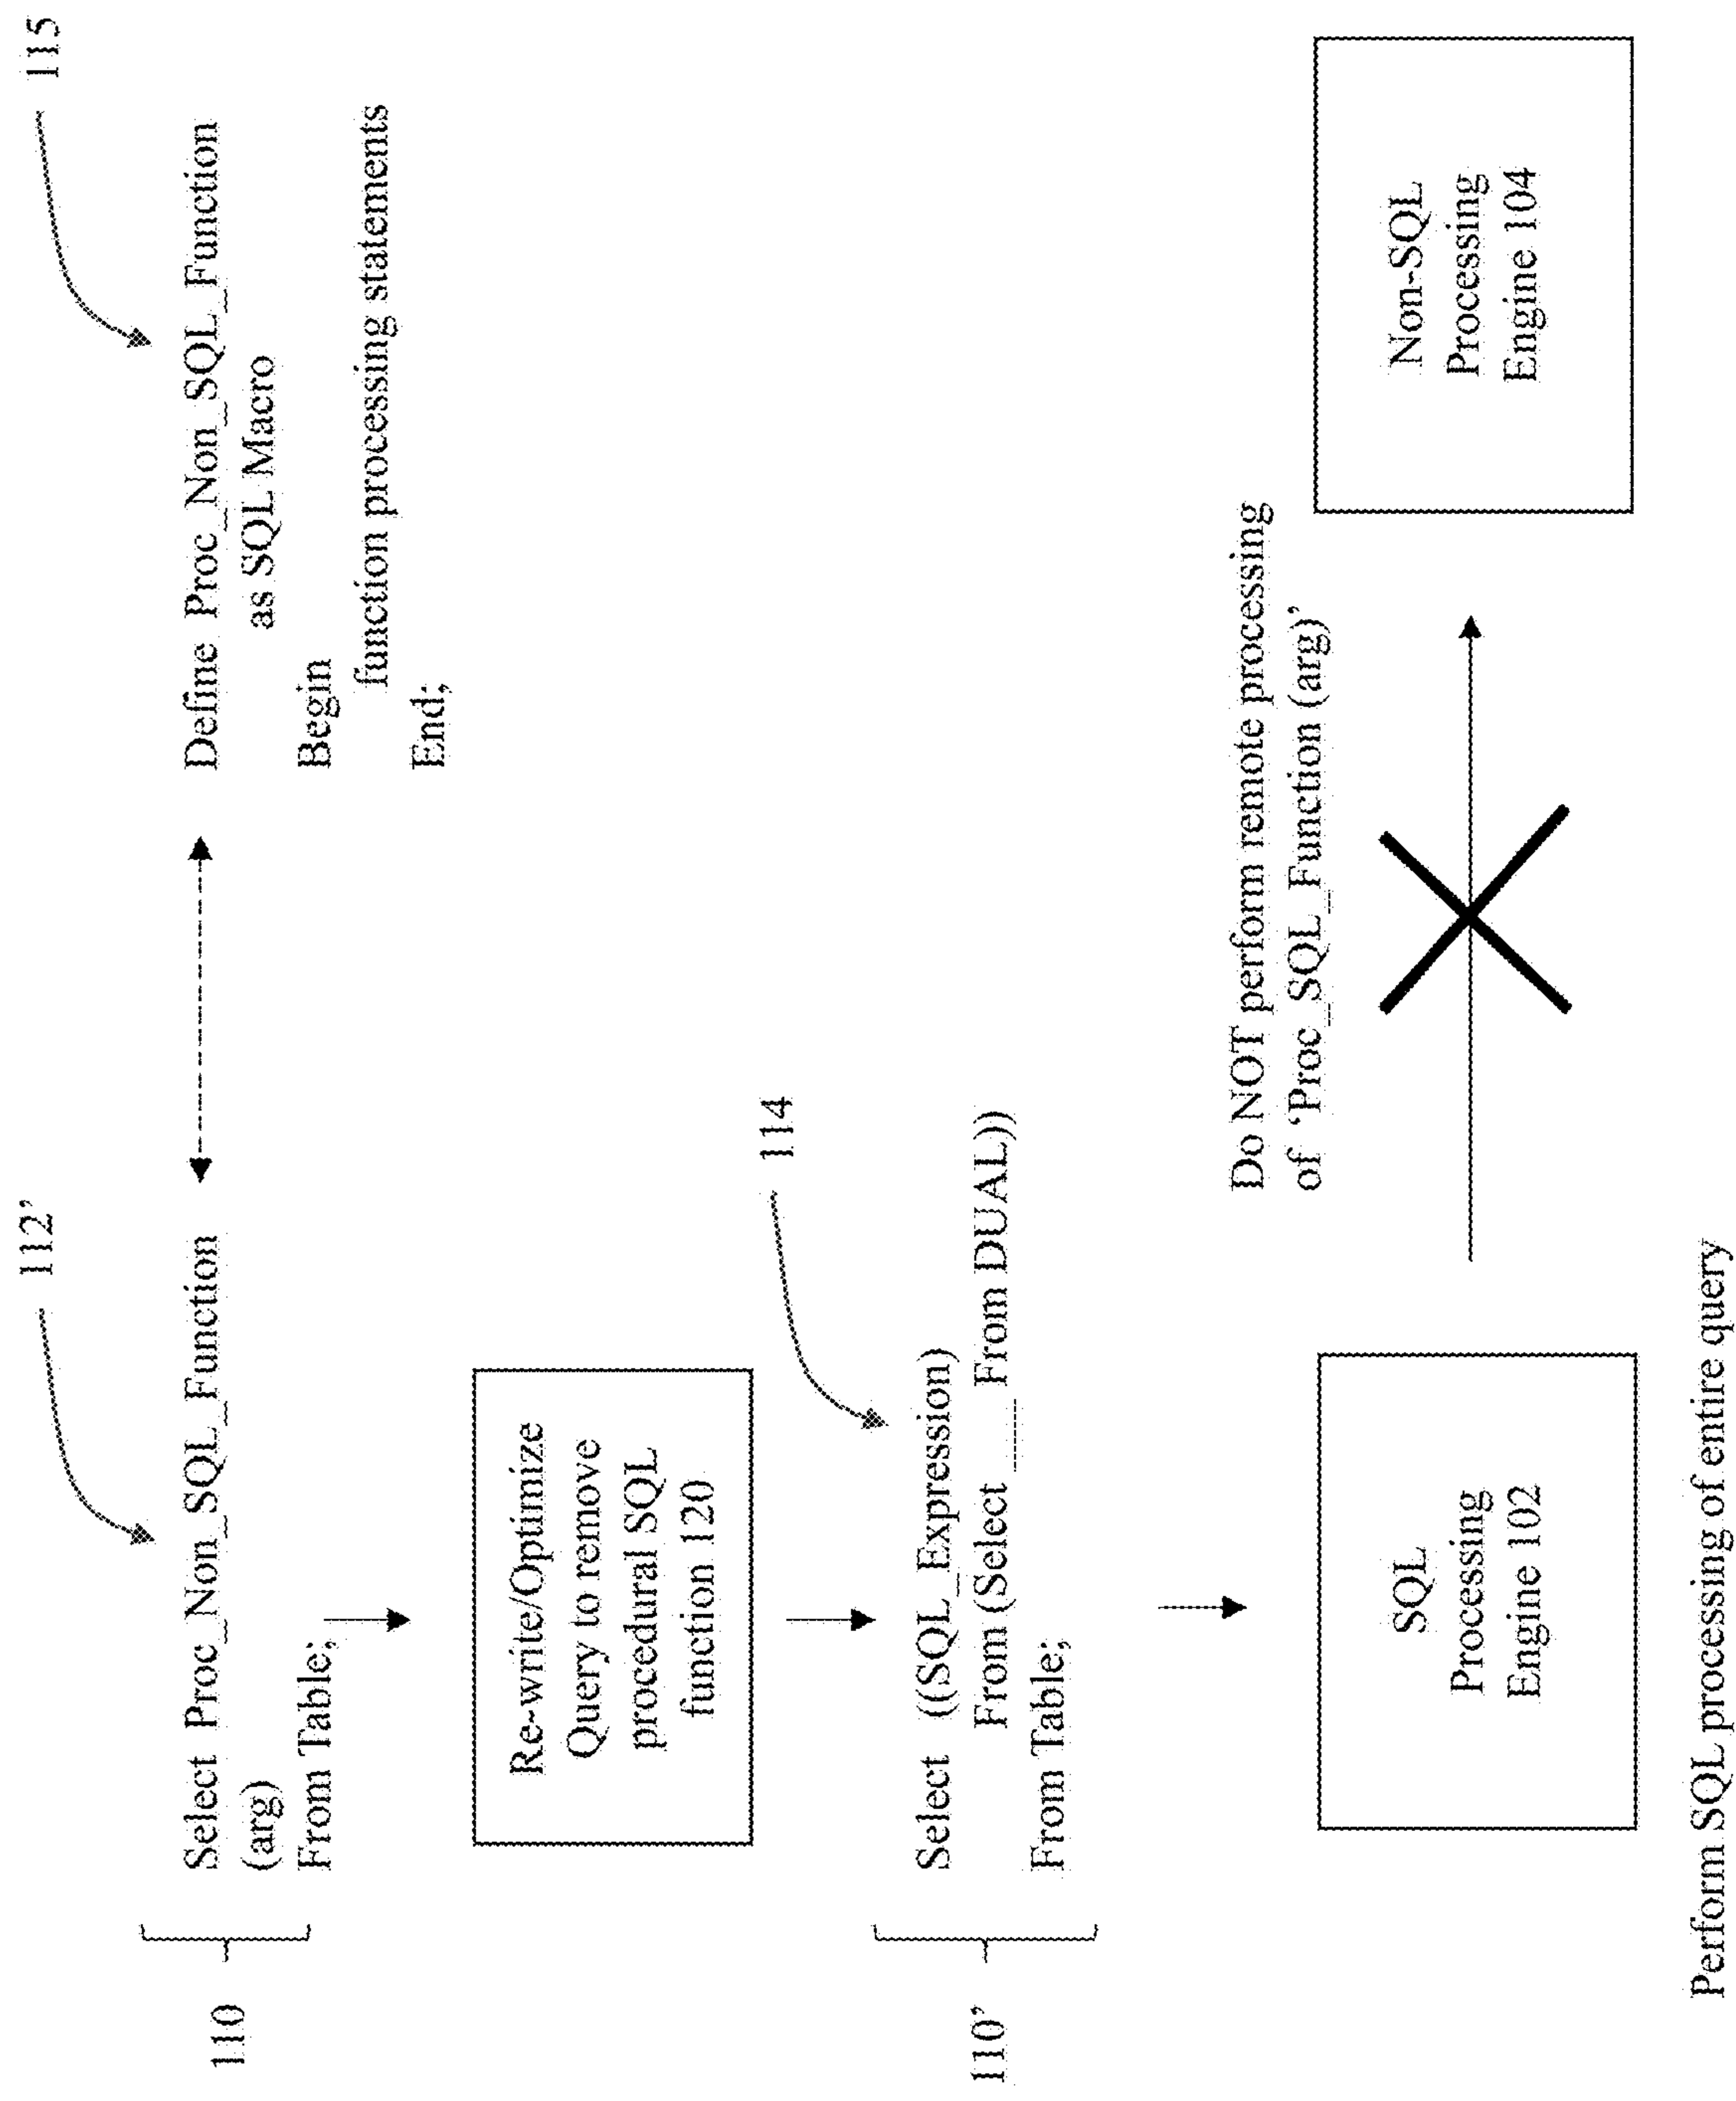 112’
115
110
Select Proc_Non_SQL_Function
(arg)
From Table;
Define Proc_Non_SQL_Function
as SQL Macro
Begin
function processing statements
End;
Re-write/Optimize
Query to remove
procedural SQL
function 120
114
110’
Select ((SQL_Expression)
From (Select ___ From DUAL))
From Table;
Do NOT perform remote processing
of ‘Proc_SQL_Function (arg)’
SQL
Processing
Engine 102
Non-SQL
Processing
Engine 104
Perform SQL processing of entire query